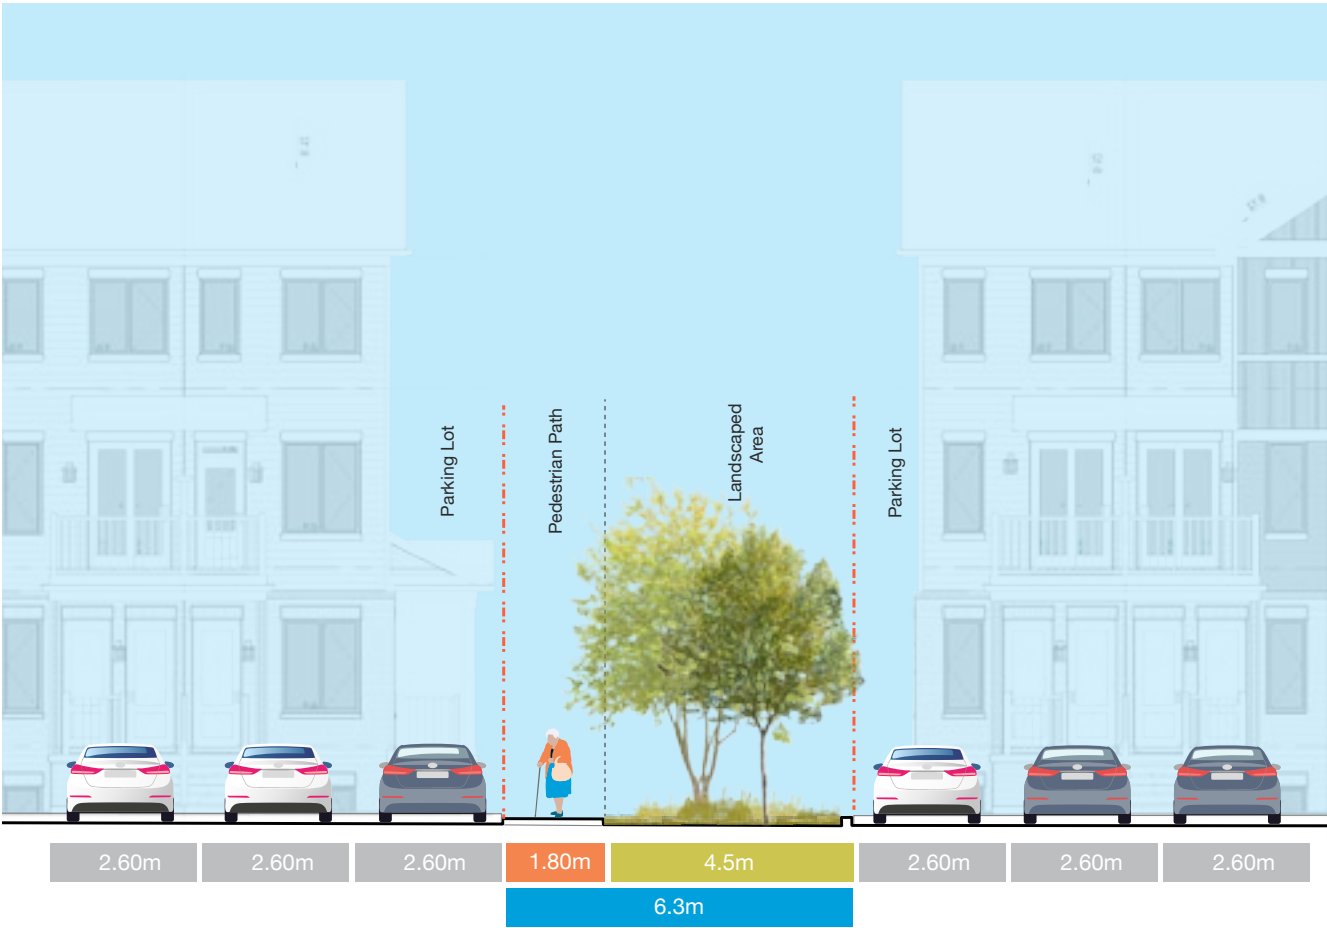 Parking Lot
Pedestrian Path
Landscaped
Area
Parking Lot
2.60m
2.60m
2.60m
1.80m
4.5m
2.60m
2.60m
2.60m
6.3m